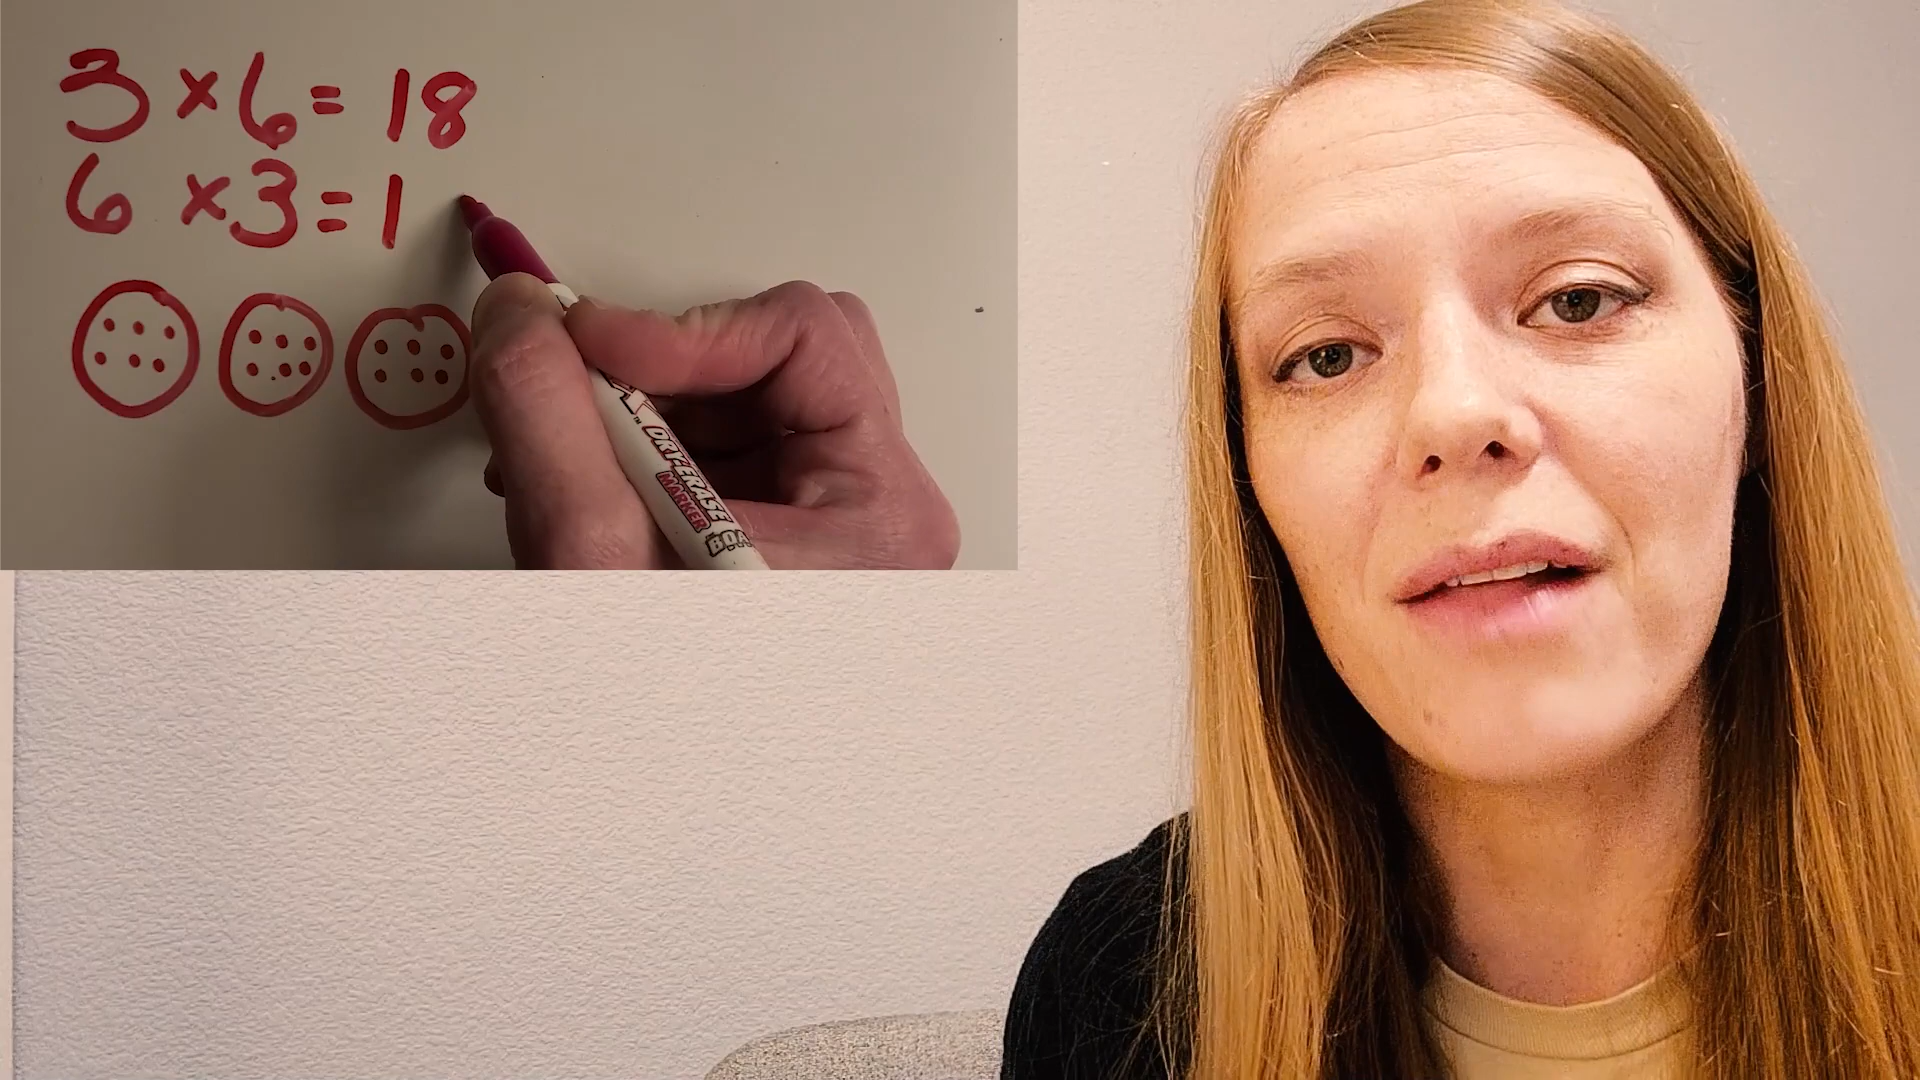 3 × 6 = 18
6 × 3 = 1
DRY-ERASE
MARKER